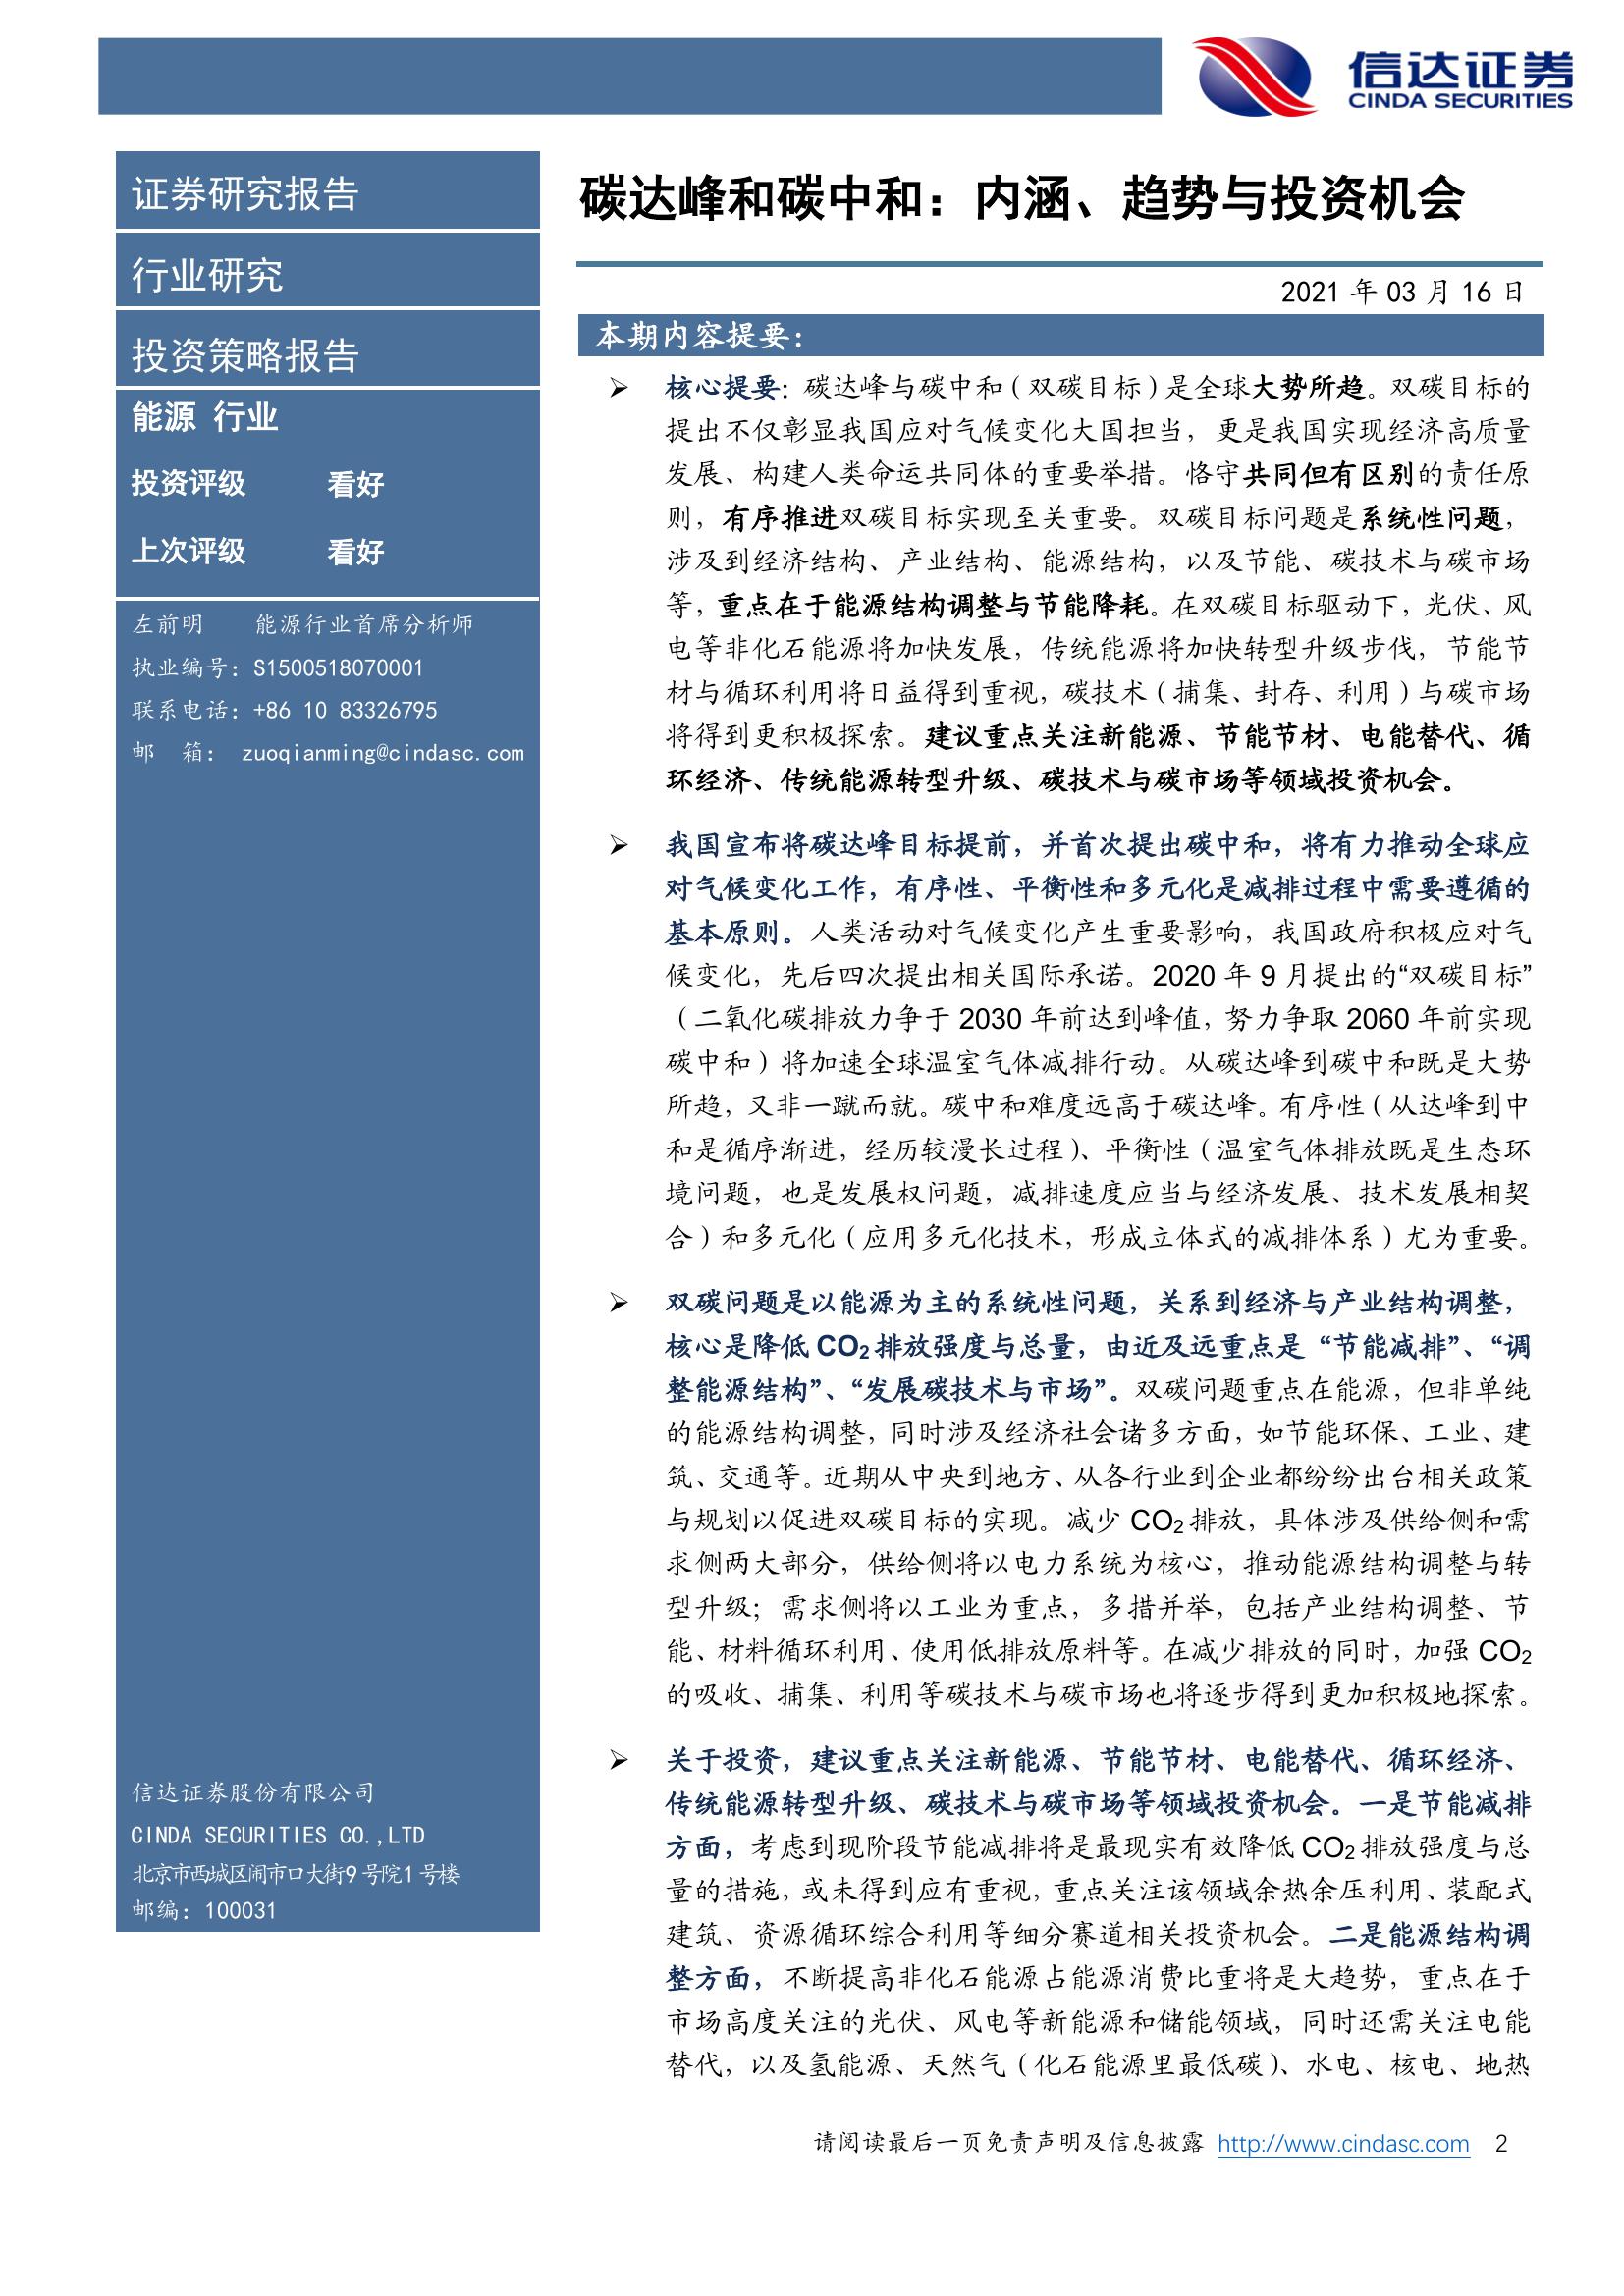 信达证券
CINDA SECURITIES
证券研究报告
行业研究
投资策略报告
能源 行业
投资评级 看好
上次评级 看好
左前明 能源行业首席分析师
执业编号：S1500518070001
联系电话：+86 10 83326795
邮 箱： zuoqianming@cindasc.com
信达证券股份有限公司
CINDA SECURITIES CO.,LTD
北京市西城区闹市口大街9号院1号楼
邮编：100031
碳达峰和碳中和：内涵、趋势与投资机会
2021 年 03 月 16 日
本期内容提要：
➢ 核心提要：碳达峰与碳中和（双碳目标）是全球大势所趋。双碳目标的
提出不仅彰显我国应对气候变化大国担当，更是我国实现经济高质量
发展、构建人类命运共同体的重要举措。恪守共同但有区别的责任原
则，有序推进双碳目标实现至关重要。双碳目标问题是系统性问题，
涉及到经济结构、产业结构、能源结构，以及节能、碳技术与碳市场
等，重点在于能源结构调整与节能降耗。在双碳目标驱动下，光伏、风
电等非化石能源将加快发展，传统能源将加快转型升级步伐，节能节
材与循环利用将日益得到重视，碳技术（捕集、封存、利用）与碳市场
将得到更积极探索。建议重点关注新能源、节能节材、电能替代、循
环经济、传统能源转型升级、碳技术与碳市场等领域投资机会。
➢ 我国宣布将碳达峰目标提前，并首次提出碳中和，将有力推动全球应
对气候变化工作，有序性、平衡性和多元化是减排过程中需要遵循的
基本原则。人类活动对气候变化产生重要影响，我国政府积极应对气
候变化，先后四次提出相关国际承诺。2020 年 9 月提出的“双碳目标”
（二氧化碳排放力争于 2030 年前达到峰值，努力争取 2060 年前实现
碳中和）将加速全球温室气体减排行动。从碳达峰到碳中和既是大势
所趋，又非一蹴而就。碳中和难度远高于碳达峰。有序性（从达峰到中
和是循序渐进，经历较漫长过程）、平衡性（温室气体排放既是生态环
境问题，也是发展权问题，减排速度应当与经济发展、技术发展相契
合）和多元化（应用多元化技术，形成立体式的减排体系）尤为重要。
➢ 双碳问题是以能源为主的系统性问题，关系到经济与产业结构调整，
核心是降低 CO₂排放强度与总量，由近及远重点是“节能减排”、“调
整能源结构”、“发展碳技术与市场”。双碳问题重点在能源，但非单纯
的能源结构调整，同时涉及经济社会诸多方面，如节能环保、工业、建
筑、交通等。近期从中央到地方、从各行业到企业都纷纷出台相关政策
与规划以促进双碳目标的实现。减少 CO₂排放，具体涉及供给侧和需
求侧两大部分，供给侧将以电力系统为核心，推动能源结构调整与转
型升级；需求侧将以工业为重点，多措并举，包括产业结构调整、节
能、材料循环利用、使用低排放原料等。在减少排放的同时，加强 CO₂
的吸收、捕集、利用等碳技术与碳市场也将逐步得到更加积极地探索。
➢ 关于投资，建议重点关注新能源、节能节材、电能替代、循环经济、
传统能源转型升级、碳技术与碳市场等领域投资机会。一是节能减排
方面，考虑到现阶段节能减排将是最现实有效降低 CO₂排放强度与总
量的措施，或未得到应有重视，重点关注该领域余热余压利用、装配式
建筑、资源循环综合利用等细分赛道相关投资机会。二是能源结构调
整方面，不断提高非化石能源占能源消费比重将是大趋势，重点在于
市场高度关注的光伏、风电等新能源和储能领域，同时还需关注电能
替代，以及氢能源、天然气（化石能源里最低碳）、水电、核电、地热
请阅读最后一页免责声明及信息披露 http://www.cindasc.com 2